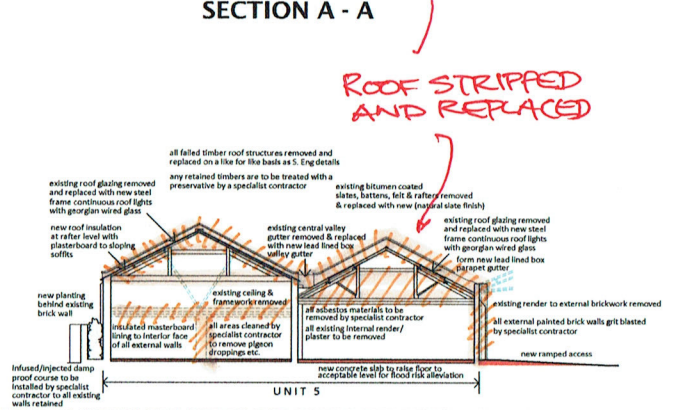 SECTION A - A
ROOF STRIPPED
AND REPLACED
all failed timber roof structures removed and
replaced on a like for like basis as S. Eng details
any retained timbers are to be treated with a
preservative by a specialist contractor
existing roof glazing removed
and replaced with new steel
frame continuous roof lights
with georgian wired glass
existing bitumen coated
slates, battens, felt & rafters removed
& replaced with new (natural slate finish)
new roof insulation
at rafter level with
plasterboard to sloping
soffits
existing central valley
gutter removed & replaced
with new lead lined box
valley gutter
existing roof glazing removed
and replaced with new steel
frame continuous roof lights
with georgian wired glass
form new lead lined box
parapet gutter
new planting
behind existing
brick wall
existing ceiling &
framework removed
insulated masterboard
lining to interior face
of all external walls
all areas cleaned by
specialist contractor
to remove pigeon
droppings etc.
all asbestos materials to be
removed by specialist contractor
all existing internal render/
plaster to be removed
existing render to external brickwork removed
all external painted brick walls grit blasted
by specialist contractor
new ramped access
infused/injected damp
proof course to be
installed by specialist
contractor to all existing
walls retained
new concrete slab to raise floor to
acceptable level for flood risk alleviation
UNIT 5